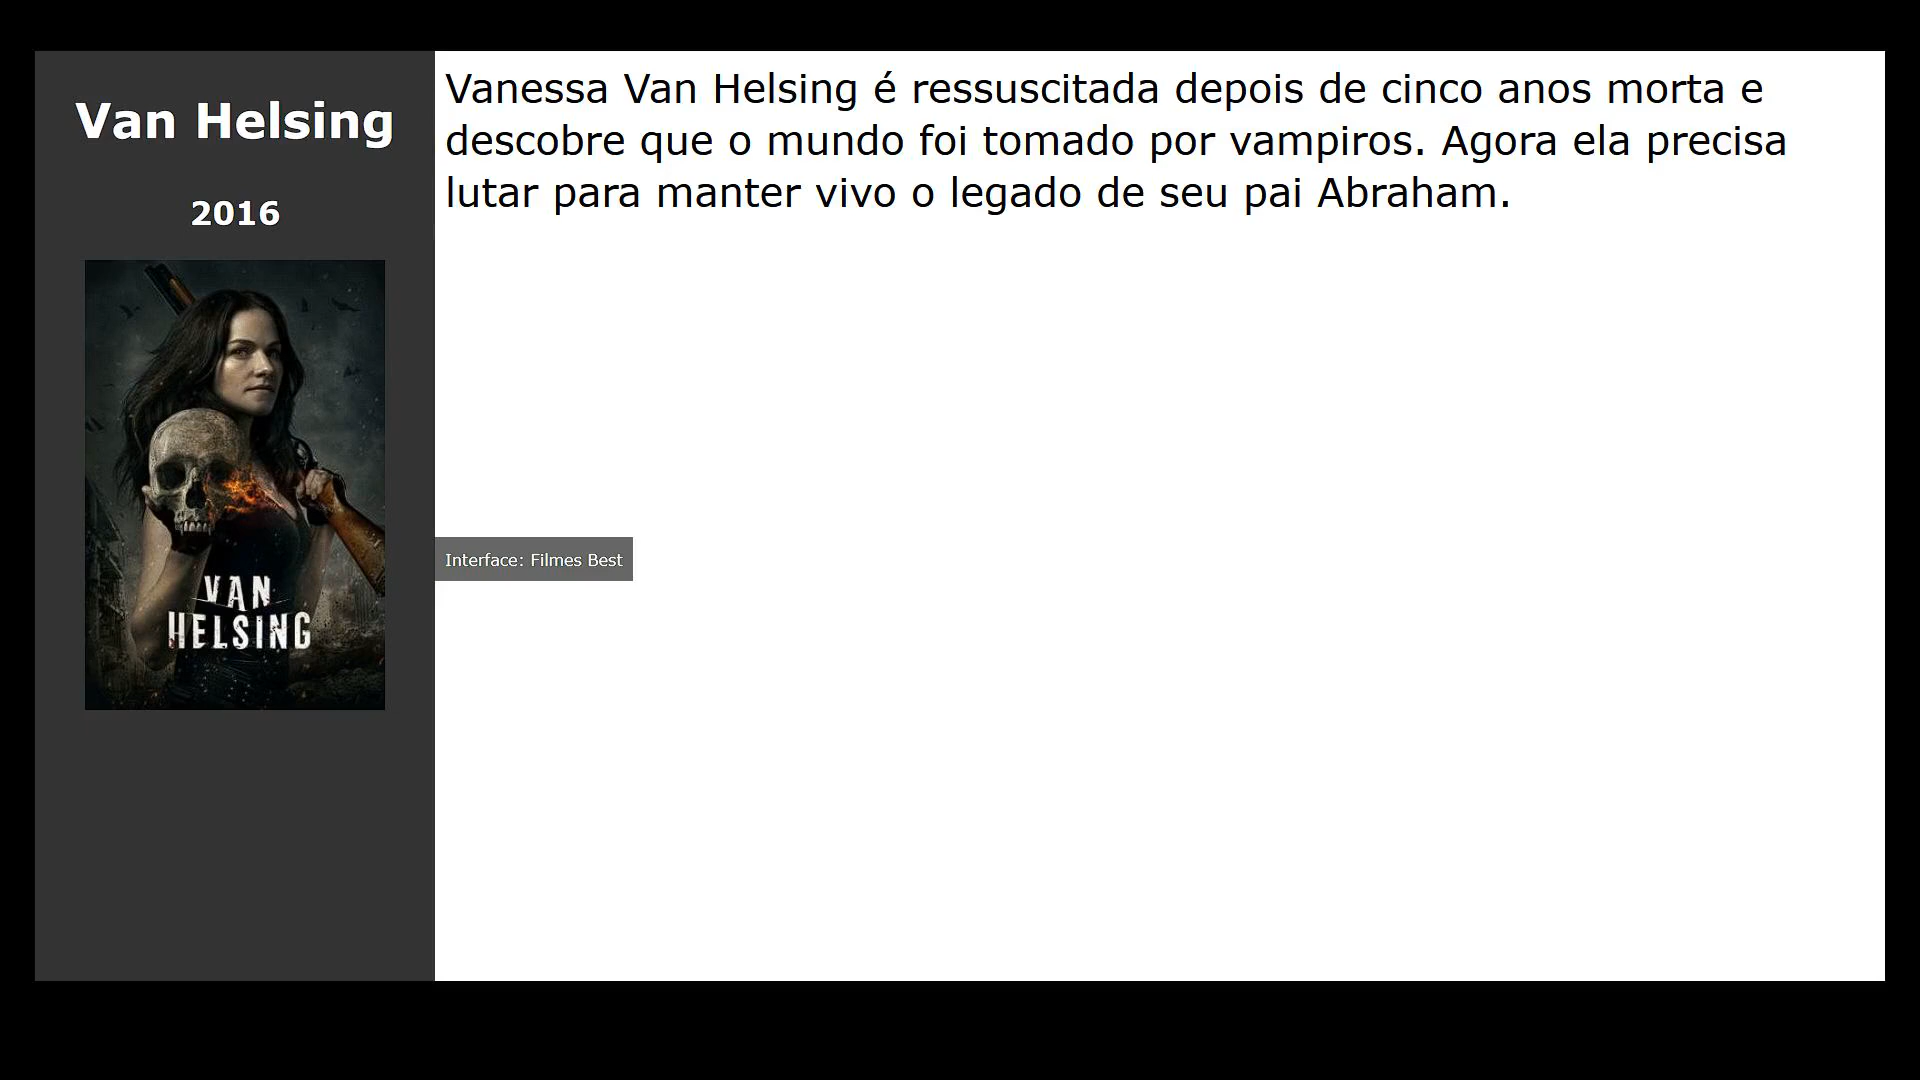 Van Helsing
2016
VAN
HELSING
Vanessa Van Helsing é ressuscitada depois de cinco anos morta e
descobre que o mundo foi tomado por vampiros. Agora ela precisa
lutar para manter vivo o legado de seu pai Abraham.
Interface: Filmes Best